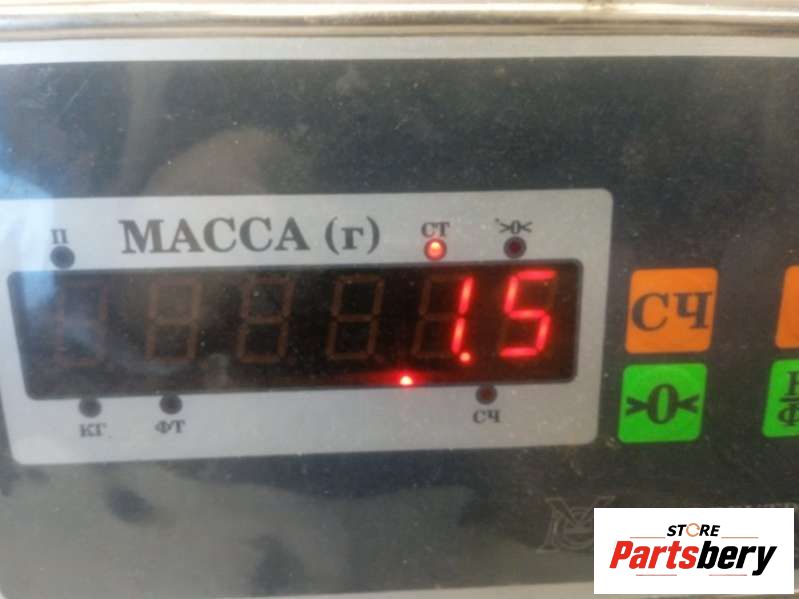 П МАССА (г) СТ >0<
1.5
КГ ФТ СЧ
СЧ
>0<
STORE
Partsbery